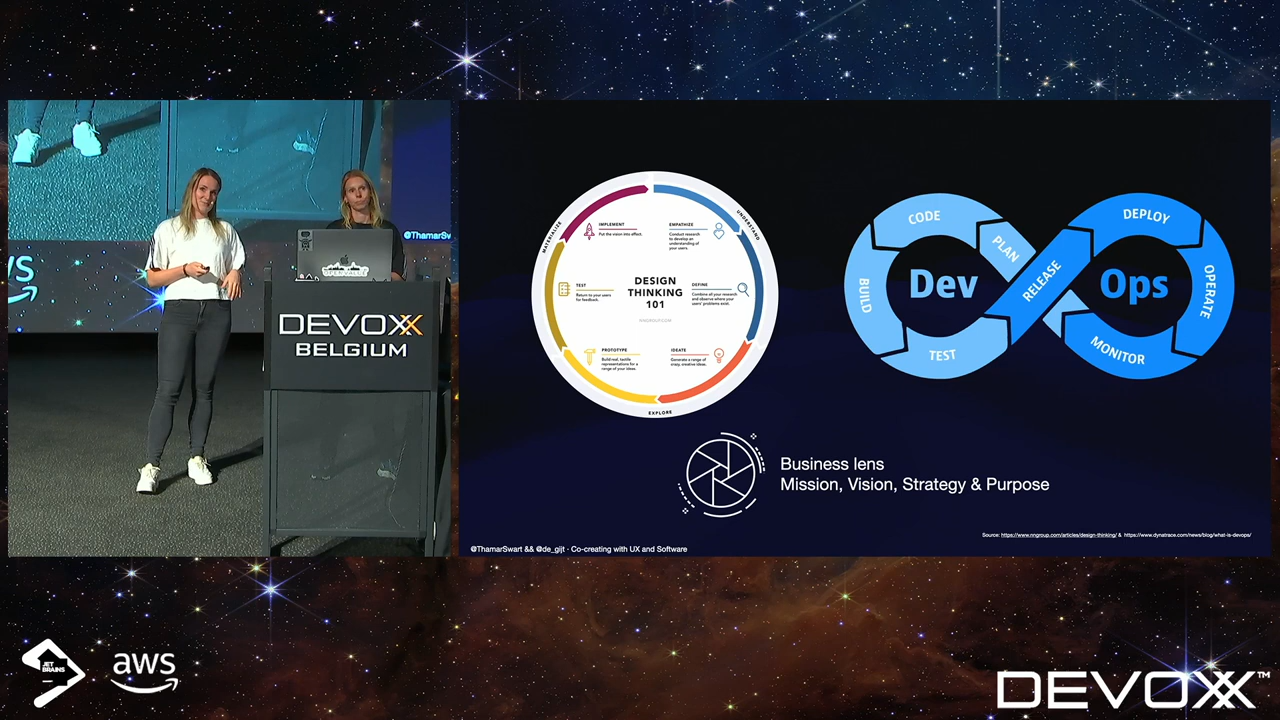 S
arSw
OPENVALUE
DEVOXX
BELGIUM
MATERIALIZE
UNDERSTAND
EXPLORE
IMPLEMENT
Put the vision into effect.
EMPATHIZE
Conduct research
to develop an
understanding of
your users.
TEST
Return to your users
for feedback.
DESIGN
THINKING
101
NNGROUP.COM
DEFINE
Combine all your research
and observe where your
users' problems exist.
PROTOTYPE
Build real, tactile
representations for a
range of your ideas.
IDEATE
Generate a range of
crazy, creative ideas.
CODE
PLAN
BUILD
TEST
Dev
RELEASE
Ops
DEPLOY
OPERATE
MONITOR
Business lens
Mission, Vision, Strategy & Purpose
Source: https://www.nngroup.com/articles/design-thinking/ & https://www.dynatrace.com/news/blog/what-is-devops/
@ThamarSwart && @de_gijt · Co-creating with UX and Software
JET
BRAINS
aws
DEVOXX™